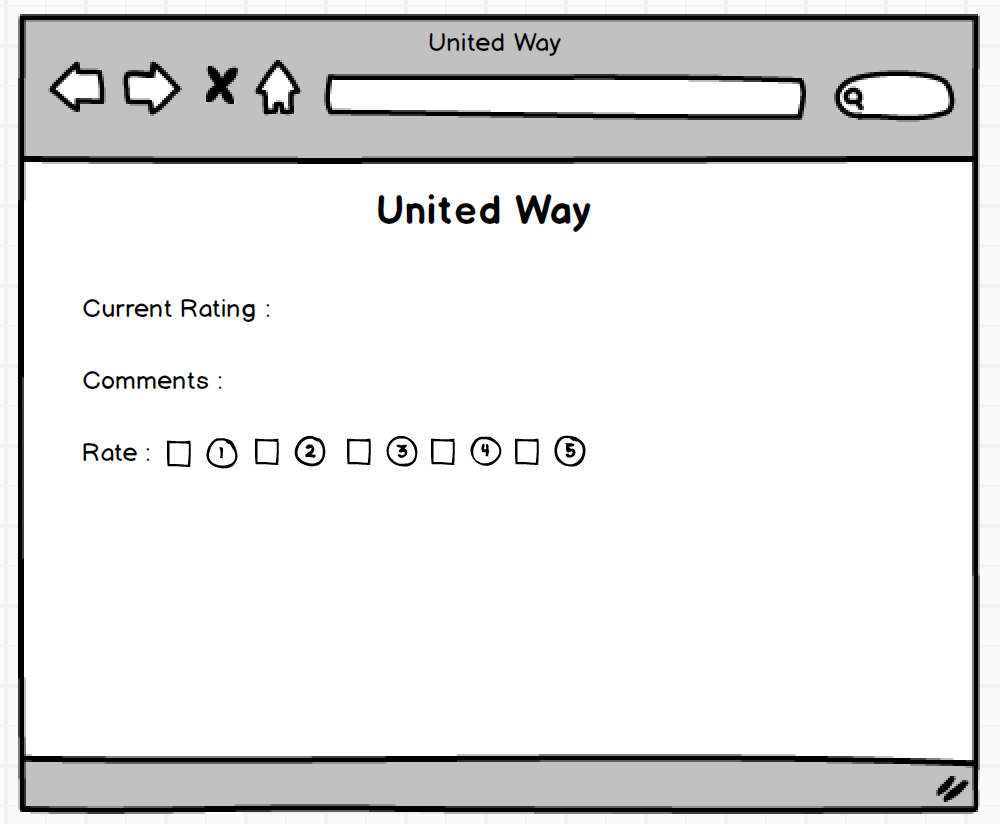 United Way
United Way
Current Rating :
Comments :
Rate : 1 2 3 4 5